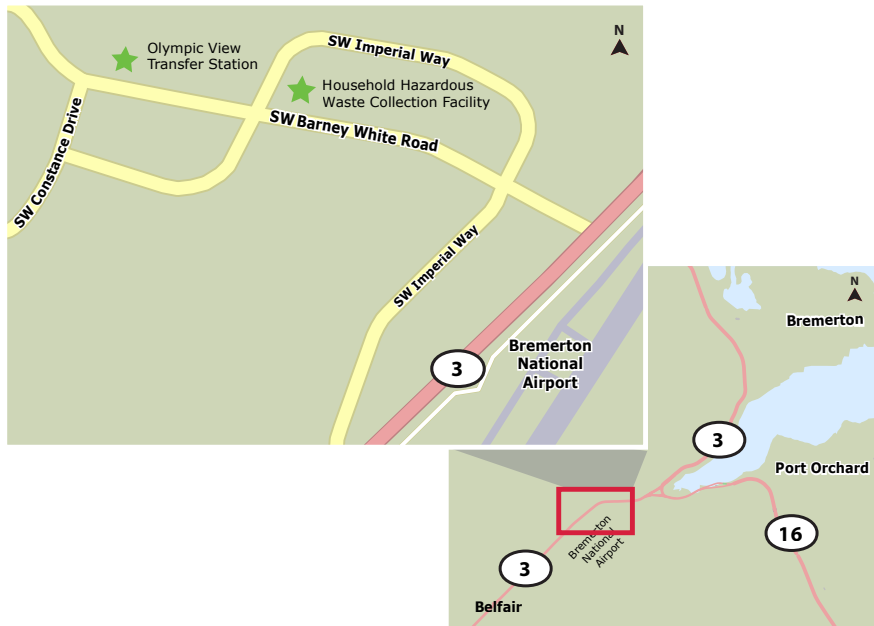 N
SW Imperial Way
Olympic View
Transfer Station
Household Hazardous
Waste Collection Facility
SW Barney White Road
SW Constance Drive
SW Imperial Way
3
Bremerton
National
Airport
N
Bremerton
3
Port Orchard
16
Bremerton
National
Airport
3
Belfair